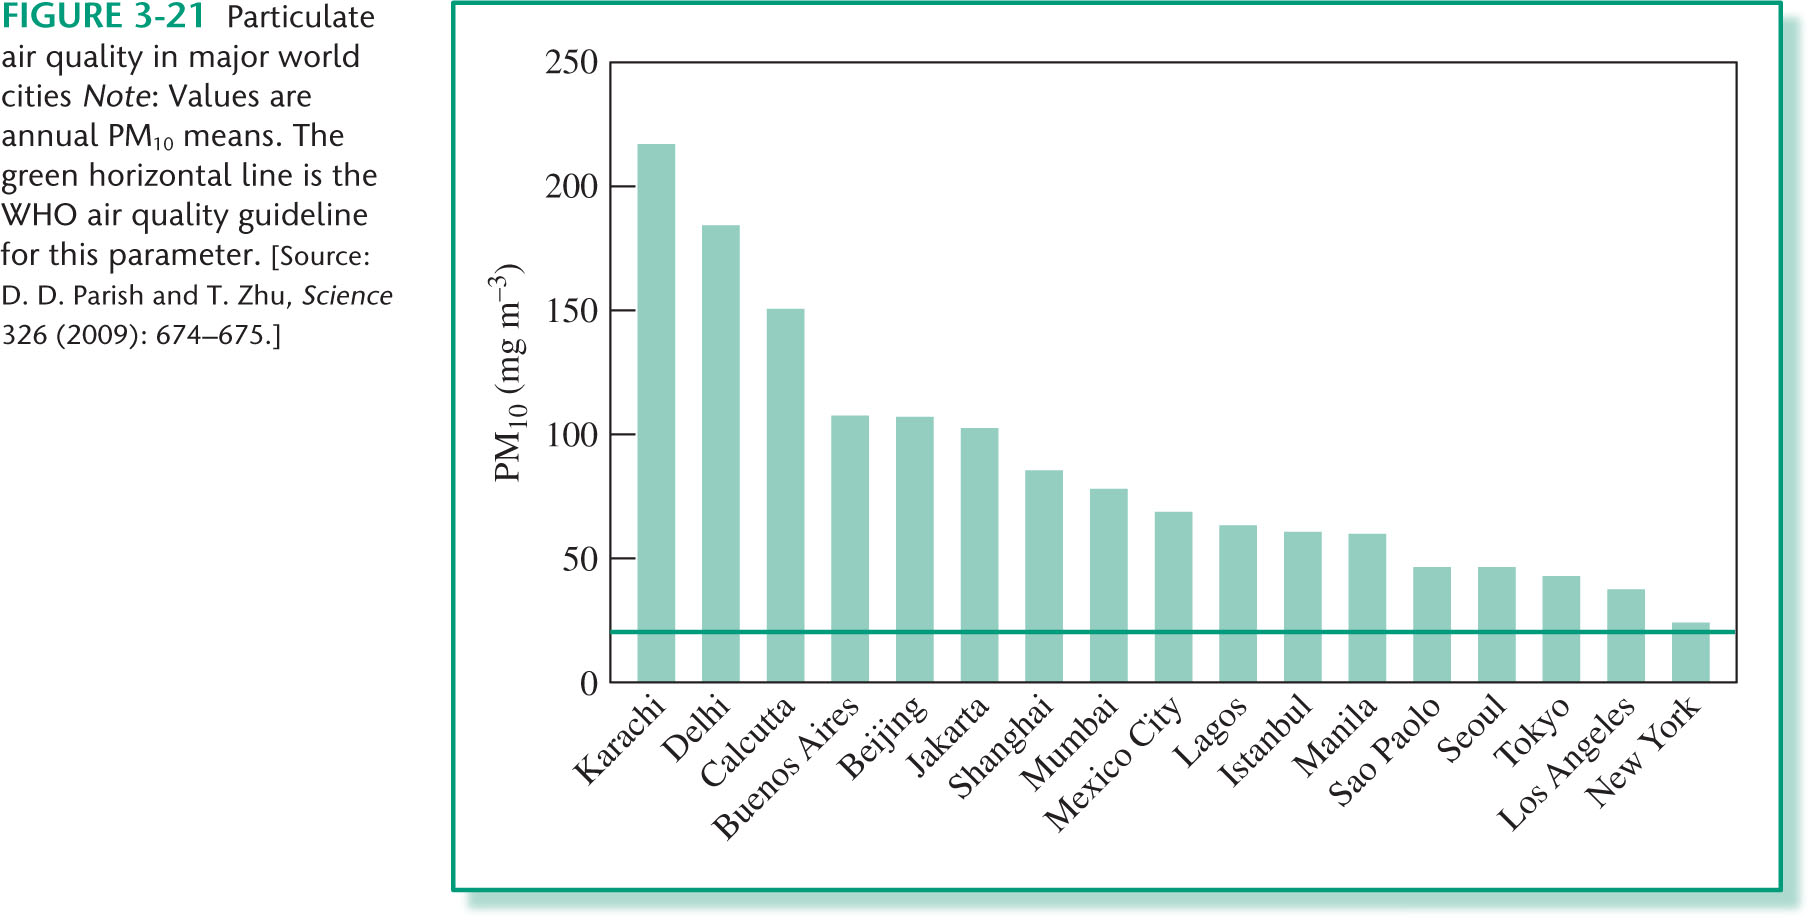 FIGURE 3-21 Particulate
air quality in major world
cities Note: Values are
annual PM₁₀ means. The
green horizontal line is the
WHO air quality guideline
for this parameter. [Source:
D. D. Parish and T. Zhu, Science
326 (2009): 674–675.]
PM₁₀ (mg m⁻³)
250
200
150
100
50
0
Karachi
Delhi
Calcutta
Buenos Aires
Beijing
Jakarta
Shanghai
Mumbai
Mexico City
Lagos
Istanbul
Manila
Sao Paolo
Seoul
Tokyo
Los Angeles
New York